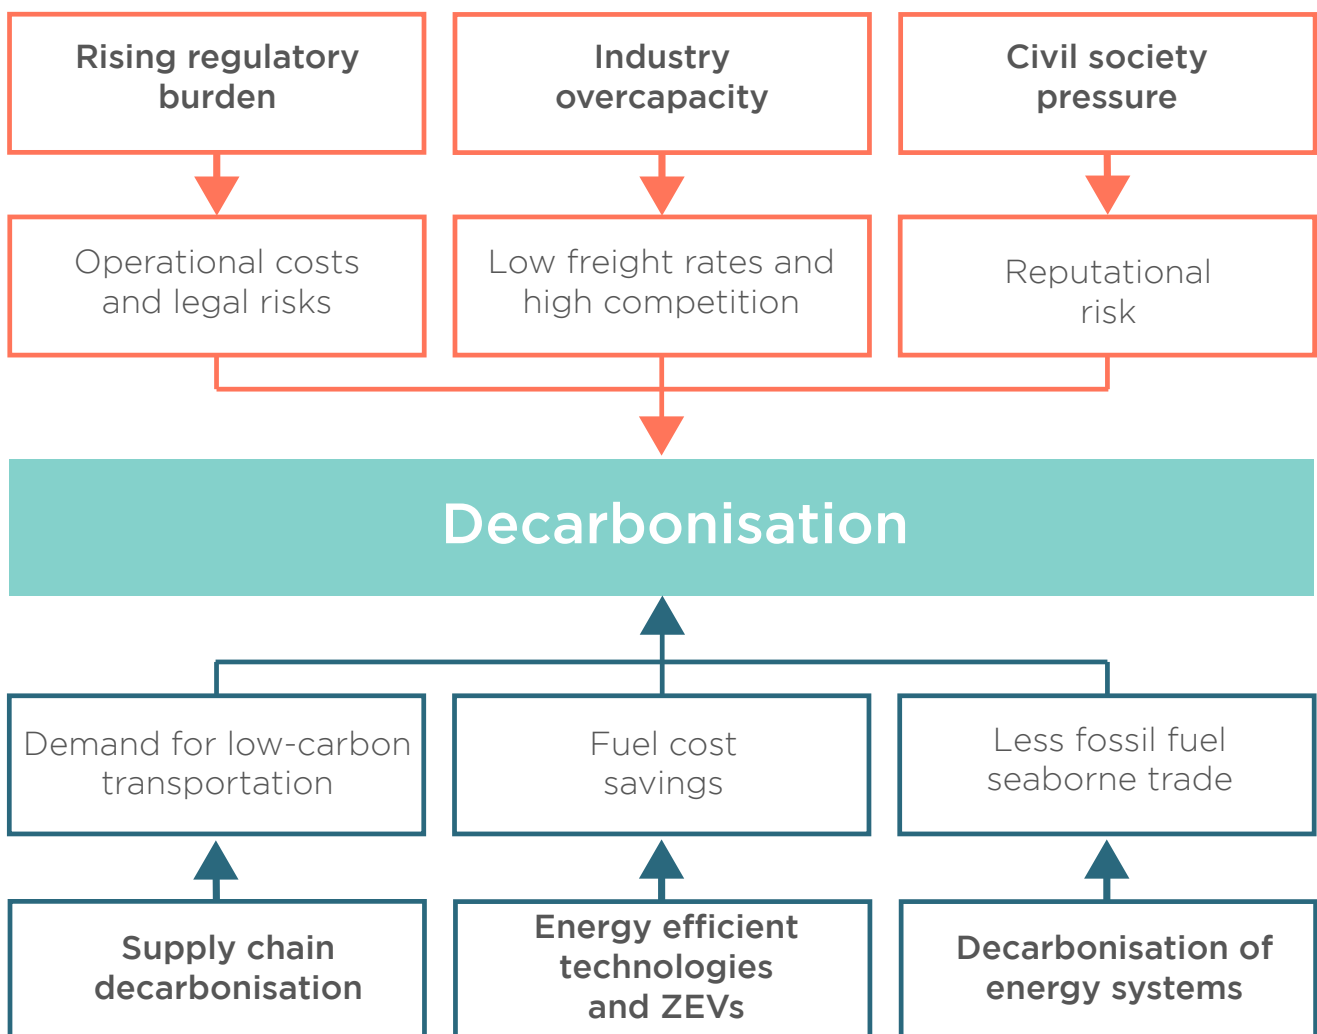 Rising regulatory
burden
Industry
overcapacity
Civil society
pressure
Operational costs
and legal risks
Low freight rates and
high competition
Reputational
risk
Decarbonisation
Demand for low-carbon
transportation
Fuel cost
savings
Less fossil fuel
seaborne trade
Supply chain
decarbonisation
Energy efficient
technologies
and ZEVs
Decarbonisation of
energy systems